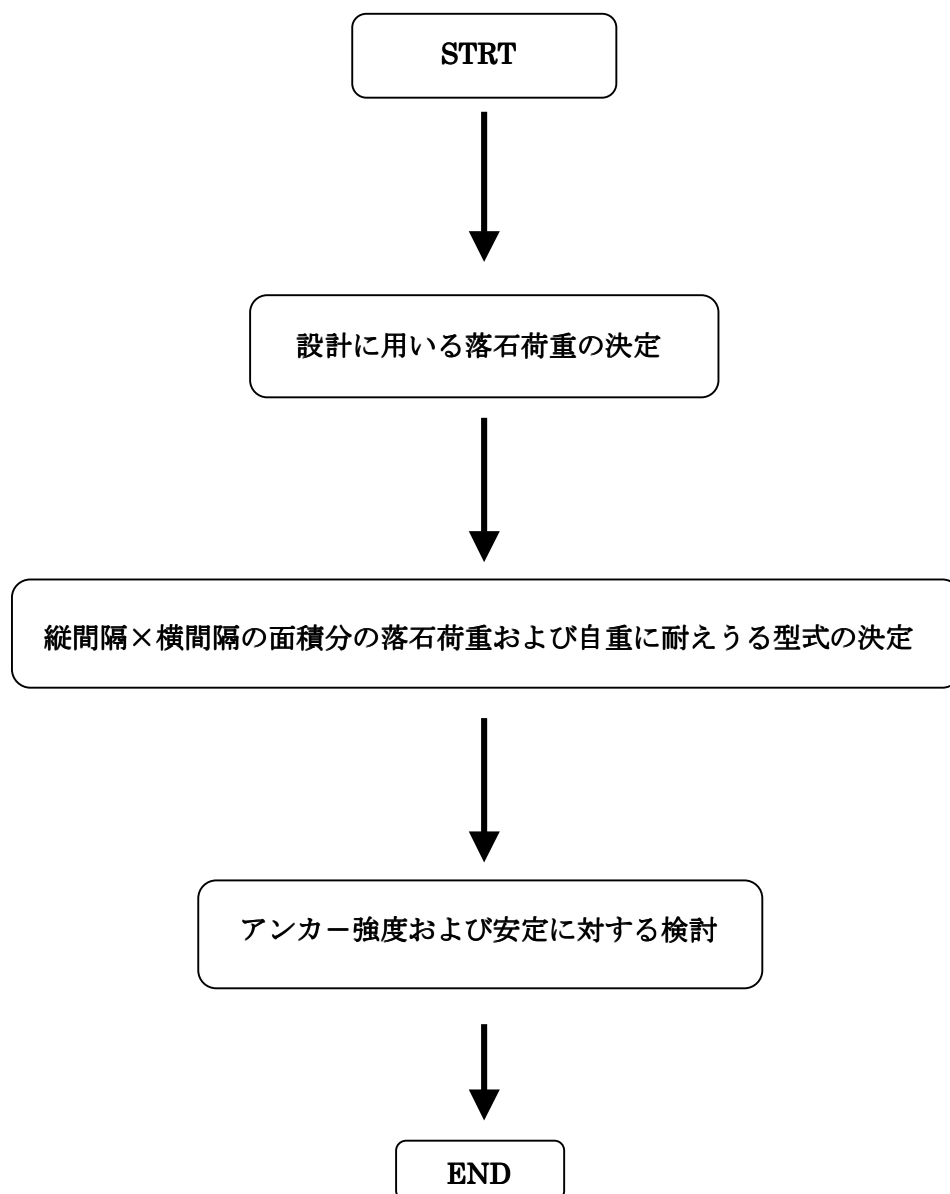 STRT
設計に用いる落石荷重の決定
縦間隔×横間隔の面積分の落石荷重および自重に耐えうる型式の決定
アンカー強度および安定に対する検討
END